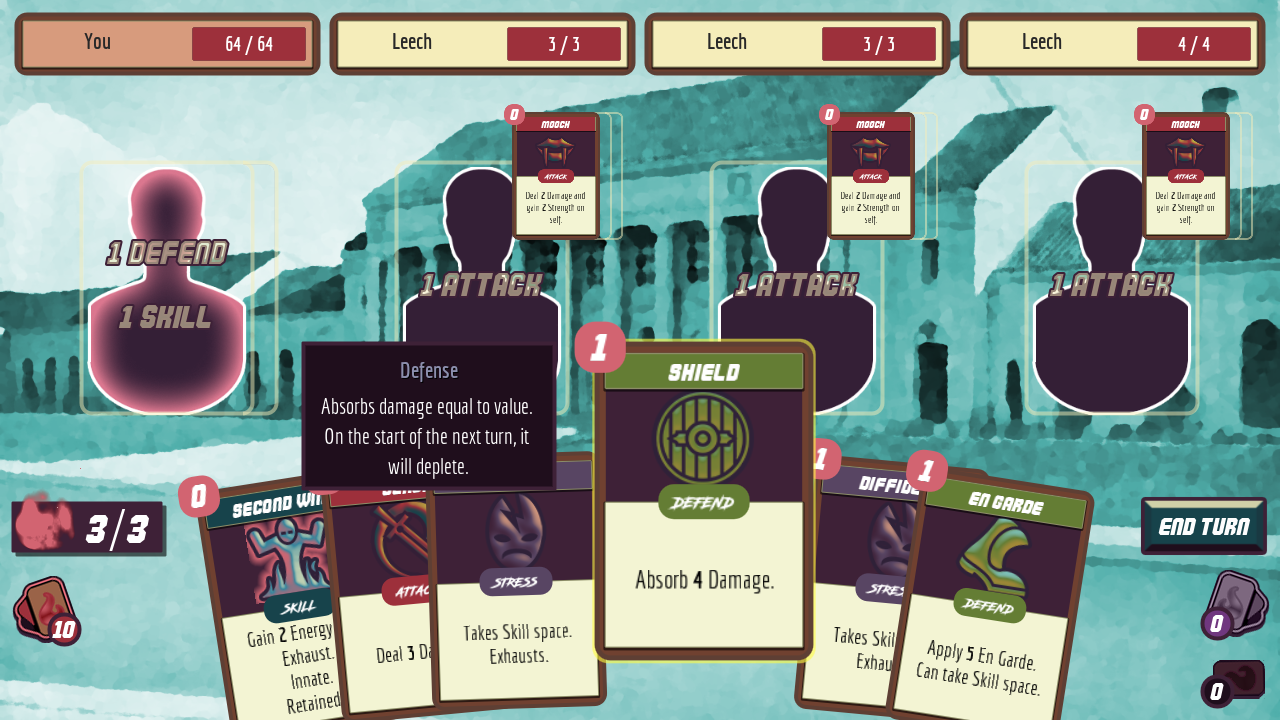 You
64 / 64
Leech
3 / 3
Leech
3 / 3
Leech
4 / 4
0
MOOCH
ATTACK
Deal 2 Damage and
gain 2 Strength on
self.
0
MOOCH
ATTACK
Deal 2 Damage and
gain 2 Strength on
self.
0
MOOCH
ATTACK
Deal 2 Damage and
gain 2 Strength on
self.
1 DEFEND
1 SKILL
1 ATTACK
1 ATTACK
1 ATTACK
Defense
Absorbs damage equal to value.
On the start of the next turn, it
will deplete.
1
SHIELD
DEFEND
Absorb 4 Damage.
0
SECOND WIN
SKILL
Gain 2 Energy
Exhaust.
Innate.
Retained
ATTAC
Deal 3 Da
STRESS
Takes Skill space.
Exhausts.
1
DIFFID
STRES
Takes Skil
Exhau
1
EN GARDE
DEFEND
Apply 5 En Garde.
Can take Skill space.
3/3
10
END TURN
0
0